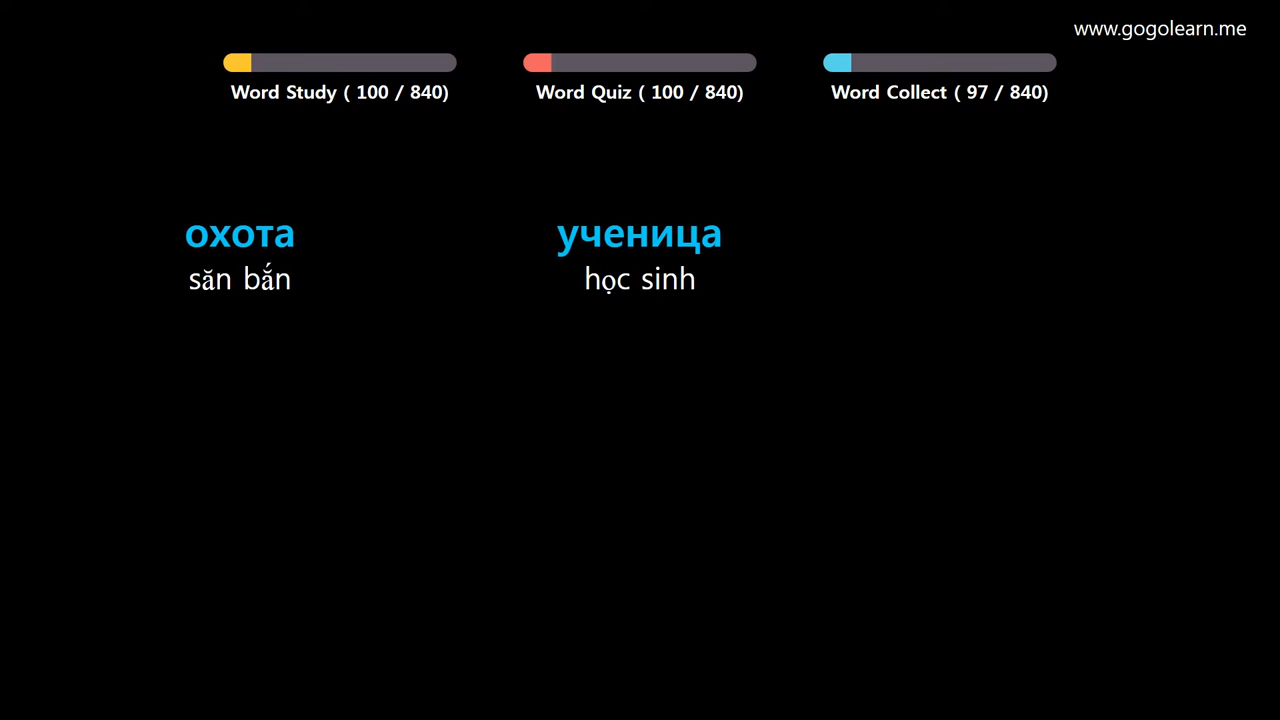 www.gogolearn.me
Word Study ( 100 / 840)
Word Quiz ( 100 / 840)
Word Collect ( 97 / 840)
охота
săn bắn
ученица
học sinh